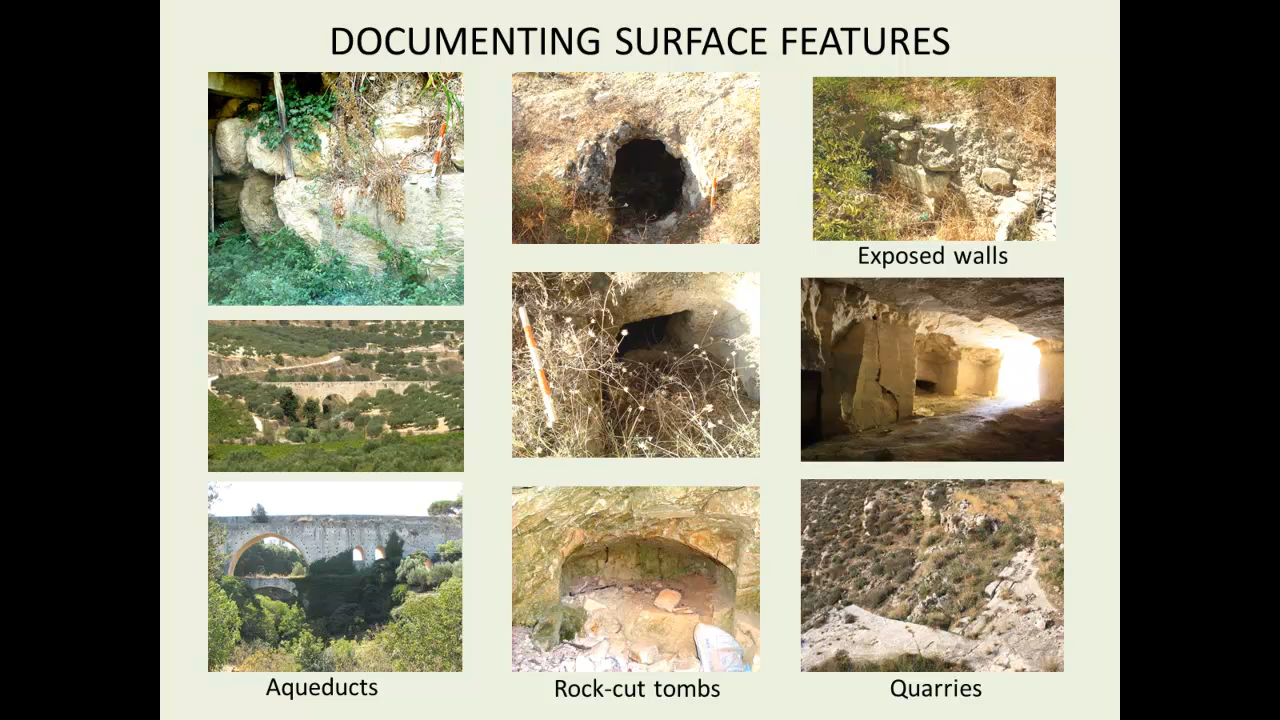 DOCUMENTING SURFACE FEATURES
Exposed walls
Aqueducts
Rock-cut tombs
Quarries